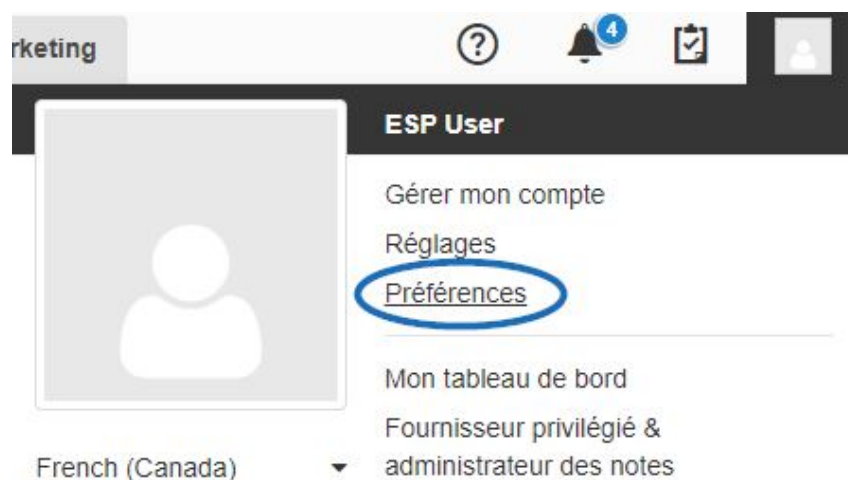 rketing
4
ESP User
Gérer mon compte
Réglages
Préférences
Mon tableau de bord
Fournisseur privilégié &
administrateur des notes
French (Canada)